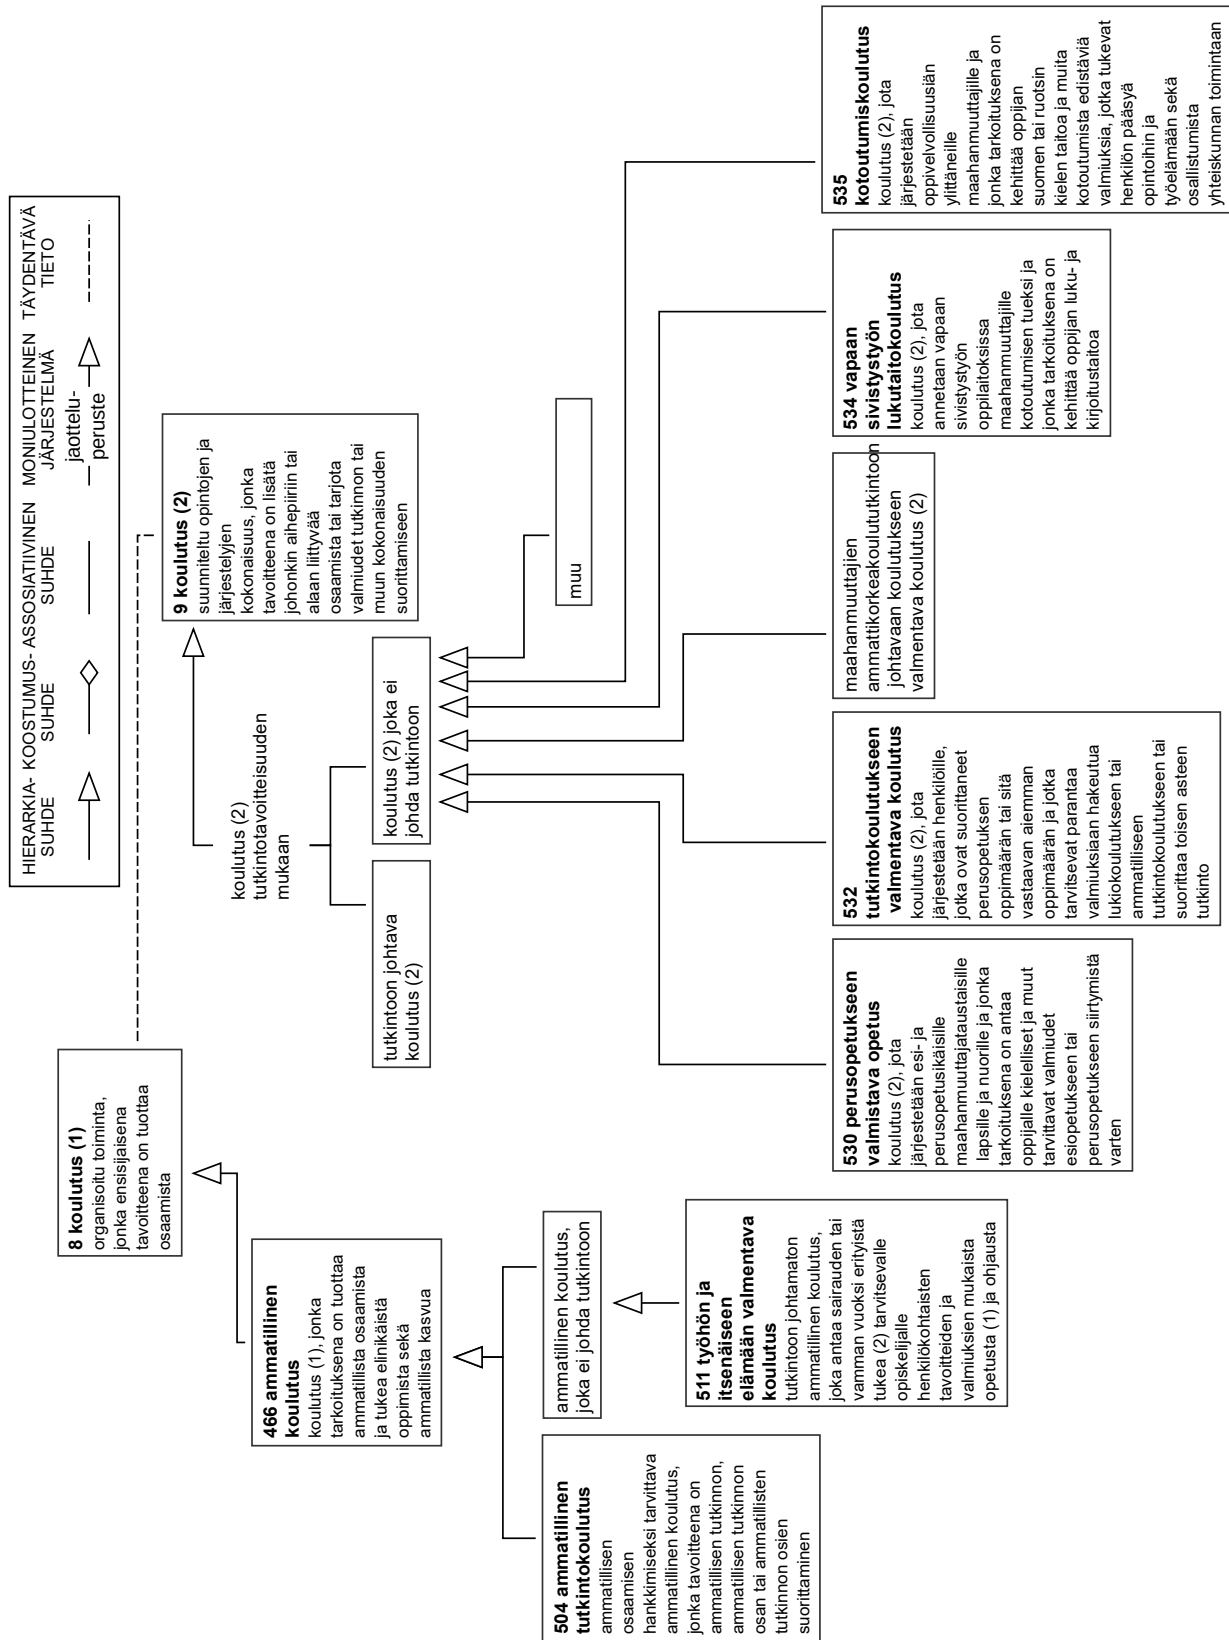 HIERARKIA- KOOSTUMUS- ASSOSIATIIVINEN MONIULOTTEINEN TÄYDENTÄVÄ
SUHDE SUHDE SUHDE JÄRJESTELMÄ TIETO
jaottelu-
peruste
8 koulutus (1)
organisoitu toiminta,
jonka ensisijaisena
tavoitteena on tuottaa
osaamista
9 koulutus (2)
suunniteltu opintojen ja
järjestelyjen
kokonaisuus, jonka
tavoitteena on lisätä
johonkin aihepiiriin tai
alaan liittyvää
osaamista tai tarjota
valmiudet tutkinnon tai
muun kokonaisuuden
suorittamiseen
466 ammatillinen
koulutus
koulutus (1), jonka
tarkoituksena on tuottaa
ammatillista osaamista
ja tukea elinikäistä
oppimista sekä
ammatillista kasvua
koulutus (2)
tutkintotavoitteisuuden
mukaan
tutkintoon johtava
koulutus (2)
koulutus (2) joka ei
johda tutkintoon
504 ammatillinen
tutkintokoulutus
ammatillisen
osaamisen
hankkimiseksi tarvittava
ammatillinen koulutus,
jonka tavoitteena on
ammatillisen tutkinnon,
ammatillisen tutkinnon
osan tai ammatillisten
tutkinnon osien
suorittaminen
ammatillinen koulutus,
joka ei johda tutkintoon
muu
511 työhön ja
itsenäiseen
elämään valmentava
koulutus
tutkintoon johtamaton
ammatillinen koulutus,
joka antaa sairauden tai
vamman vuoksi erityistä
tukea (2) tarvitsevalle
opiskelijalle
henkilökohtaisten
tavoitteiden ja
valmiuksien mukaista
opetusta (1) ja ohjausta
530 perusopetukseen
valmistava opetus
koulutus (2), jota
järjestetään esi- ja
perusopetusikäisille
maahanmuuttajataustaisille
lapsille ja nuorille ja jonka
tarkoituksena on antaa
oppijalle kielelliset ja muut
tarvittavat valmiudet
esiopetukseen tai
perusopetukseen siirtymistä
varten
532
tutkintokoulutukseen
valmentava koulutus
koulutus (2), jota
järjestetään henkilöille,
jotka ovat suorittaneet
perusopetuksen
oppimäärän tai sitä
vastaavan aiemman
oppimäärän ja jotka
tarvitsevat parantaa
valmiuksiaan hakeutua
lukiokoulutukseen tai
ammatilliseen
tutkintokoulutukseen tai
suorittaa toisen asteen
tutkinto
maahanmuuttajien
ammattikorkeakoulututkintoon
johtavaan koulutukseen
valmentava koulutus (2)
534 vapaan
sivistystyön
lukutaitokoulutus
koulutus (2), jota
annetaan vapaan
sivistystyön
oppilaitoksissa
maahanmuuttajille
kotoutumisen tueksi ja
jonka tarkoituksena on
kehittää oppijan luku- ja
kirjoitustaitoa
535
kotoutumiskoulutus
koulutus (2), jota
järjestetään
oppivelvollisuusiän
ylittäneille
maahanmuuttajille ja
jonka tarkoituksena on
kehittää oppijan
suomen tai ruotsin
kielen taitoa ja muita
kotoutumista edistäviä
valmiuksia, jotka tukevat
henkilön pääsyä
opintoihin ja
työelämään sekä
osallistumista
yhteiskunnan toimintaan